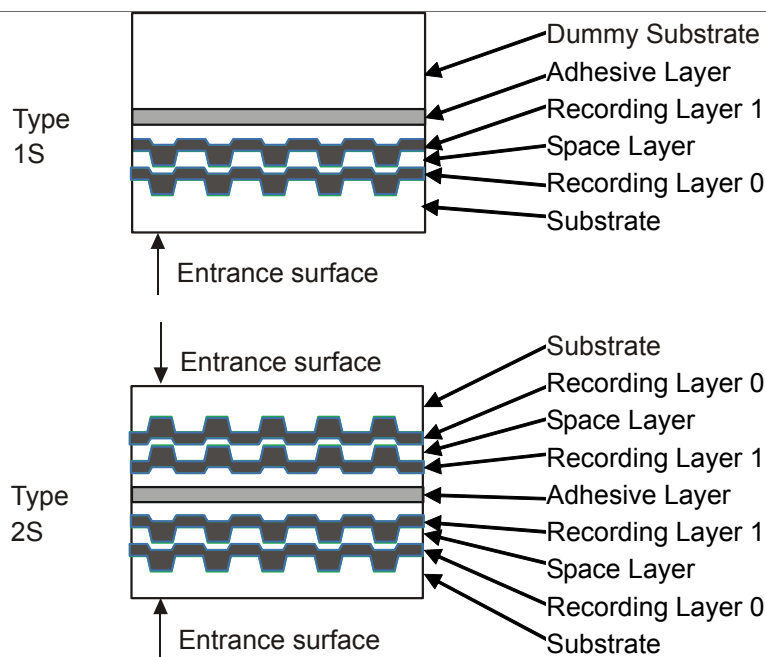 Type
1S
Dummy Substrate
Adhesive Layer
Recording Layer 1
Space Layer
Recording Layer 0
Substrate
Entrance surface
Entrance surface
Type
2S
Substrate
Recording Layer 0
Space Layer
Recording Layer 1
Adhesive Layer
Recording Layer 1
Space Layer
Recording Layer 0
Substrate
Entrance surface